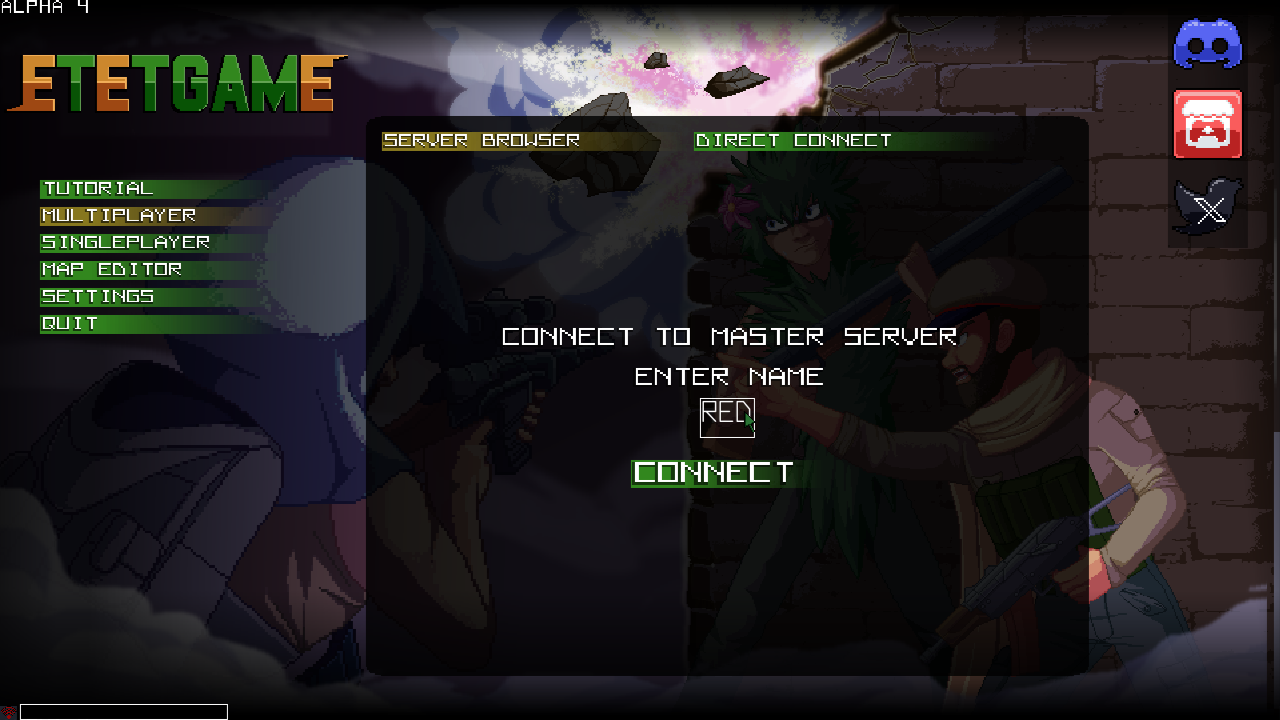 ALPHA 4
ETETGAME
SERVER BROWSER
DIRECT CONNECT
TUTORIAL
MULTIPLAYER
SINGLEPLAYER
MAP EDITOR
SETTINGS
QUIT
CONNECT TO MASTER SERVER
ENTER NAME
RED
CONNECT
X